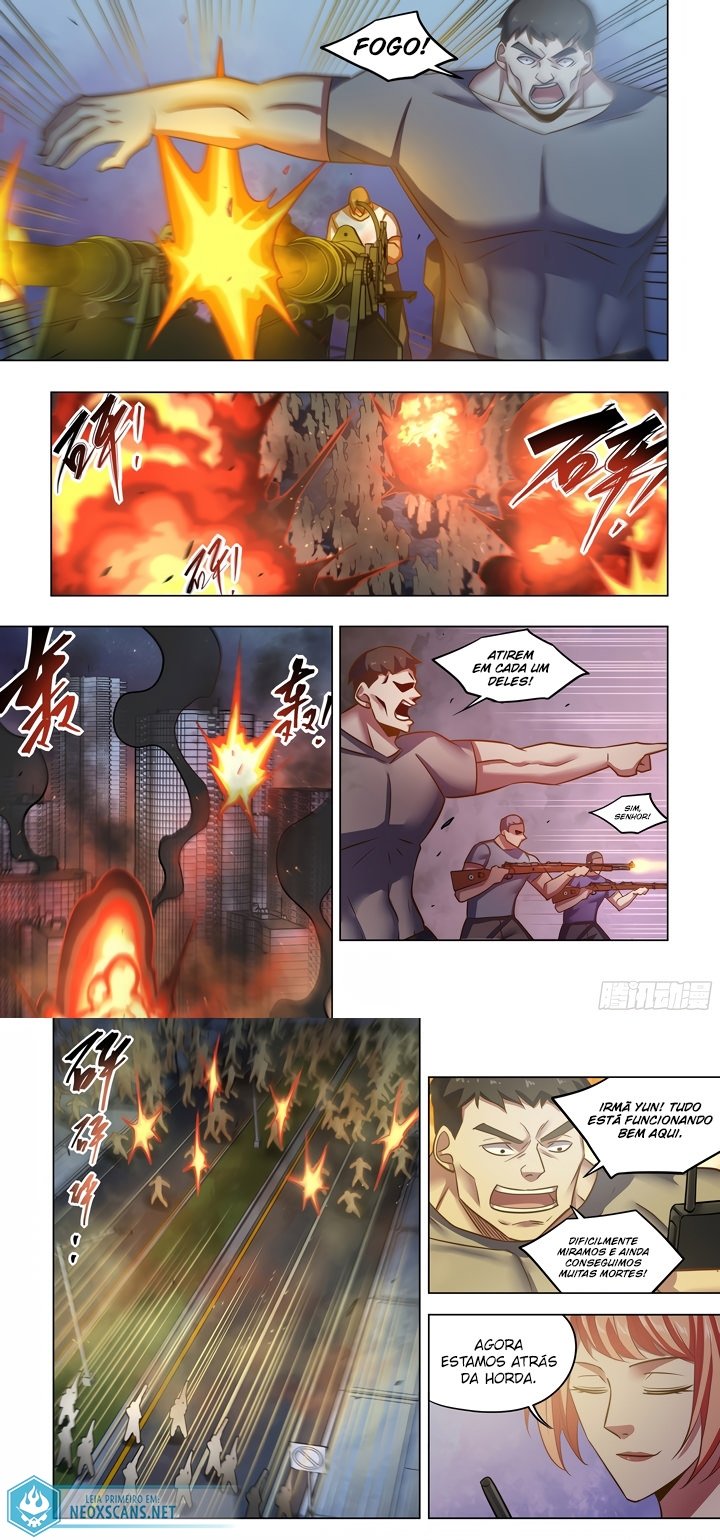 FOGO!
砰!
砰!
砰!
轰
轰!
ATIREM
EM CADA UM
DELES!
SIM,
SENHOR!
腾讯动漫
砰
砰
砰
IRMÃ YUN! TUDO
ESTÁ FUNCIONANDO
BEM AQUI.
DIFICILMENTE
MIRAMOS E AINDA
CONSEGUIMOS
MUITAS MORTES!
AGORA
ESTAMOS ATRÁS
DA HORDA.
LEIA PRIMEIRO EM:
NEOXSCANS.NET